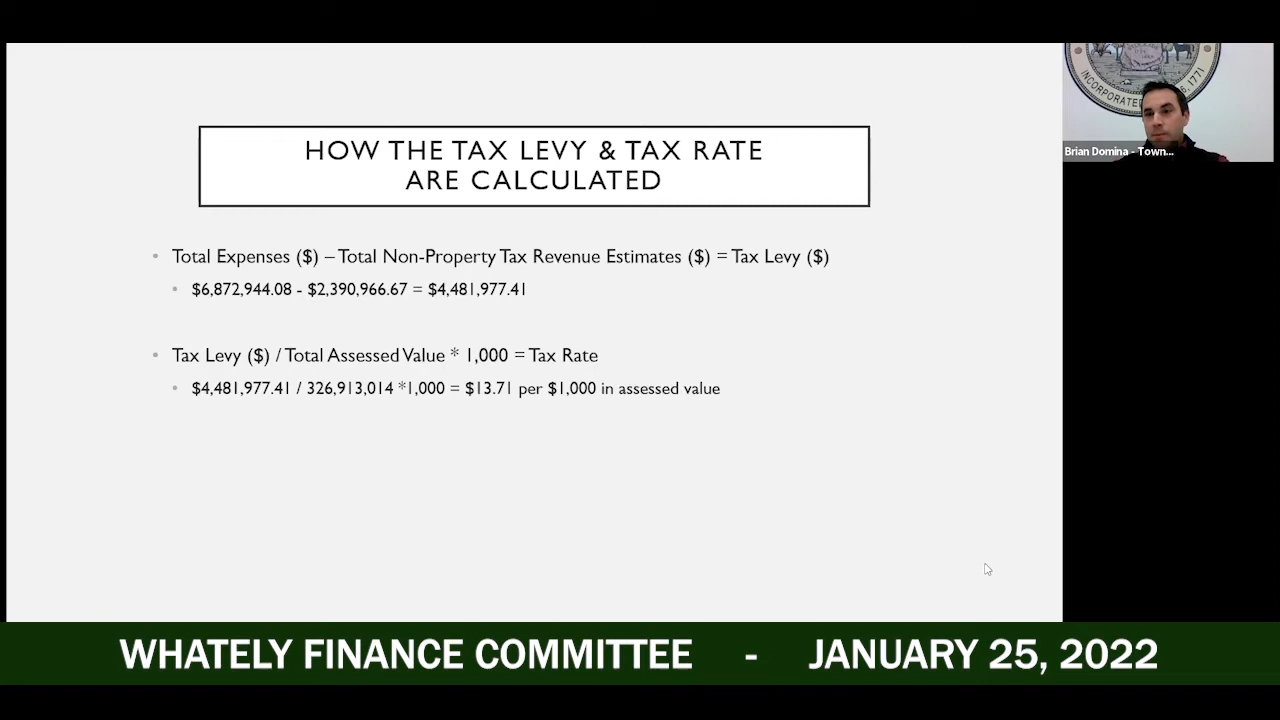 HOW THE TAX LEVY & TAX RATE
ARE CALCULATED
• Total Expenses ($) – Total Non-Property Tax Revenue Estimates ($) = Tax Levy ($)
• $6,872,944.08 - $2,390,966.67 = $4,481,977.41
• Tax Levy ($) / Total Assessed Value * 1,000 = Tax Rate
• $4,481,977.41 / 326,913,014 *1,000 = $13.71 per $1,000 in assessed value
INCORPORATED
1771
Brian Domina - Town...
WHATELY FINANCE COMMITTEE - JANUARY 25, 2022